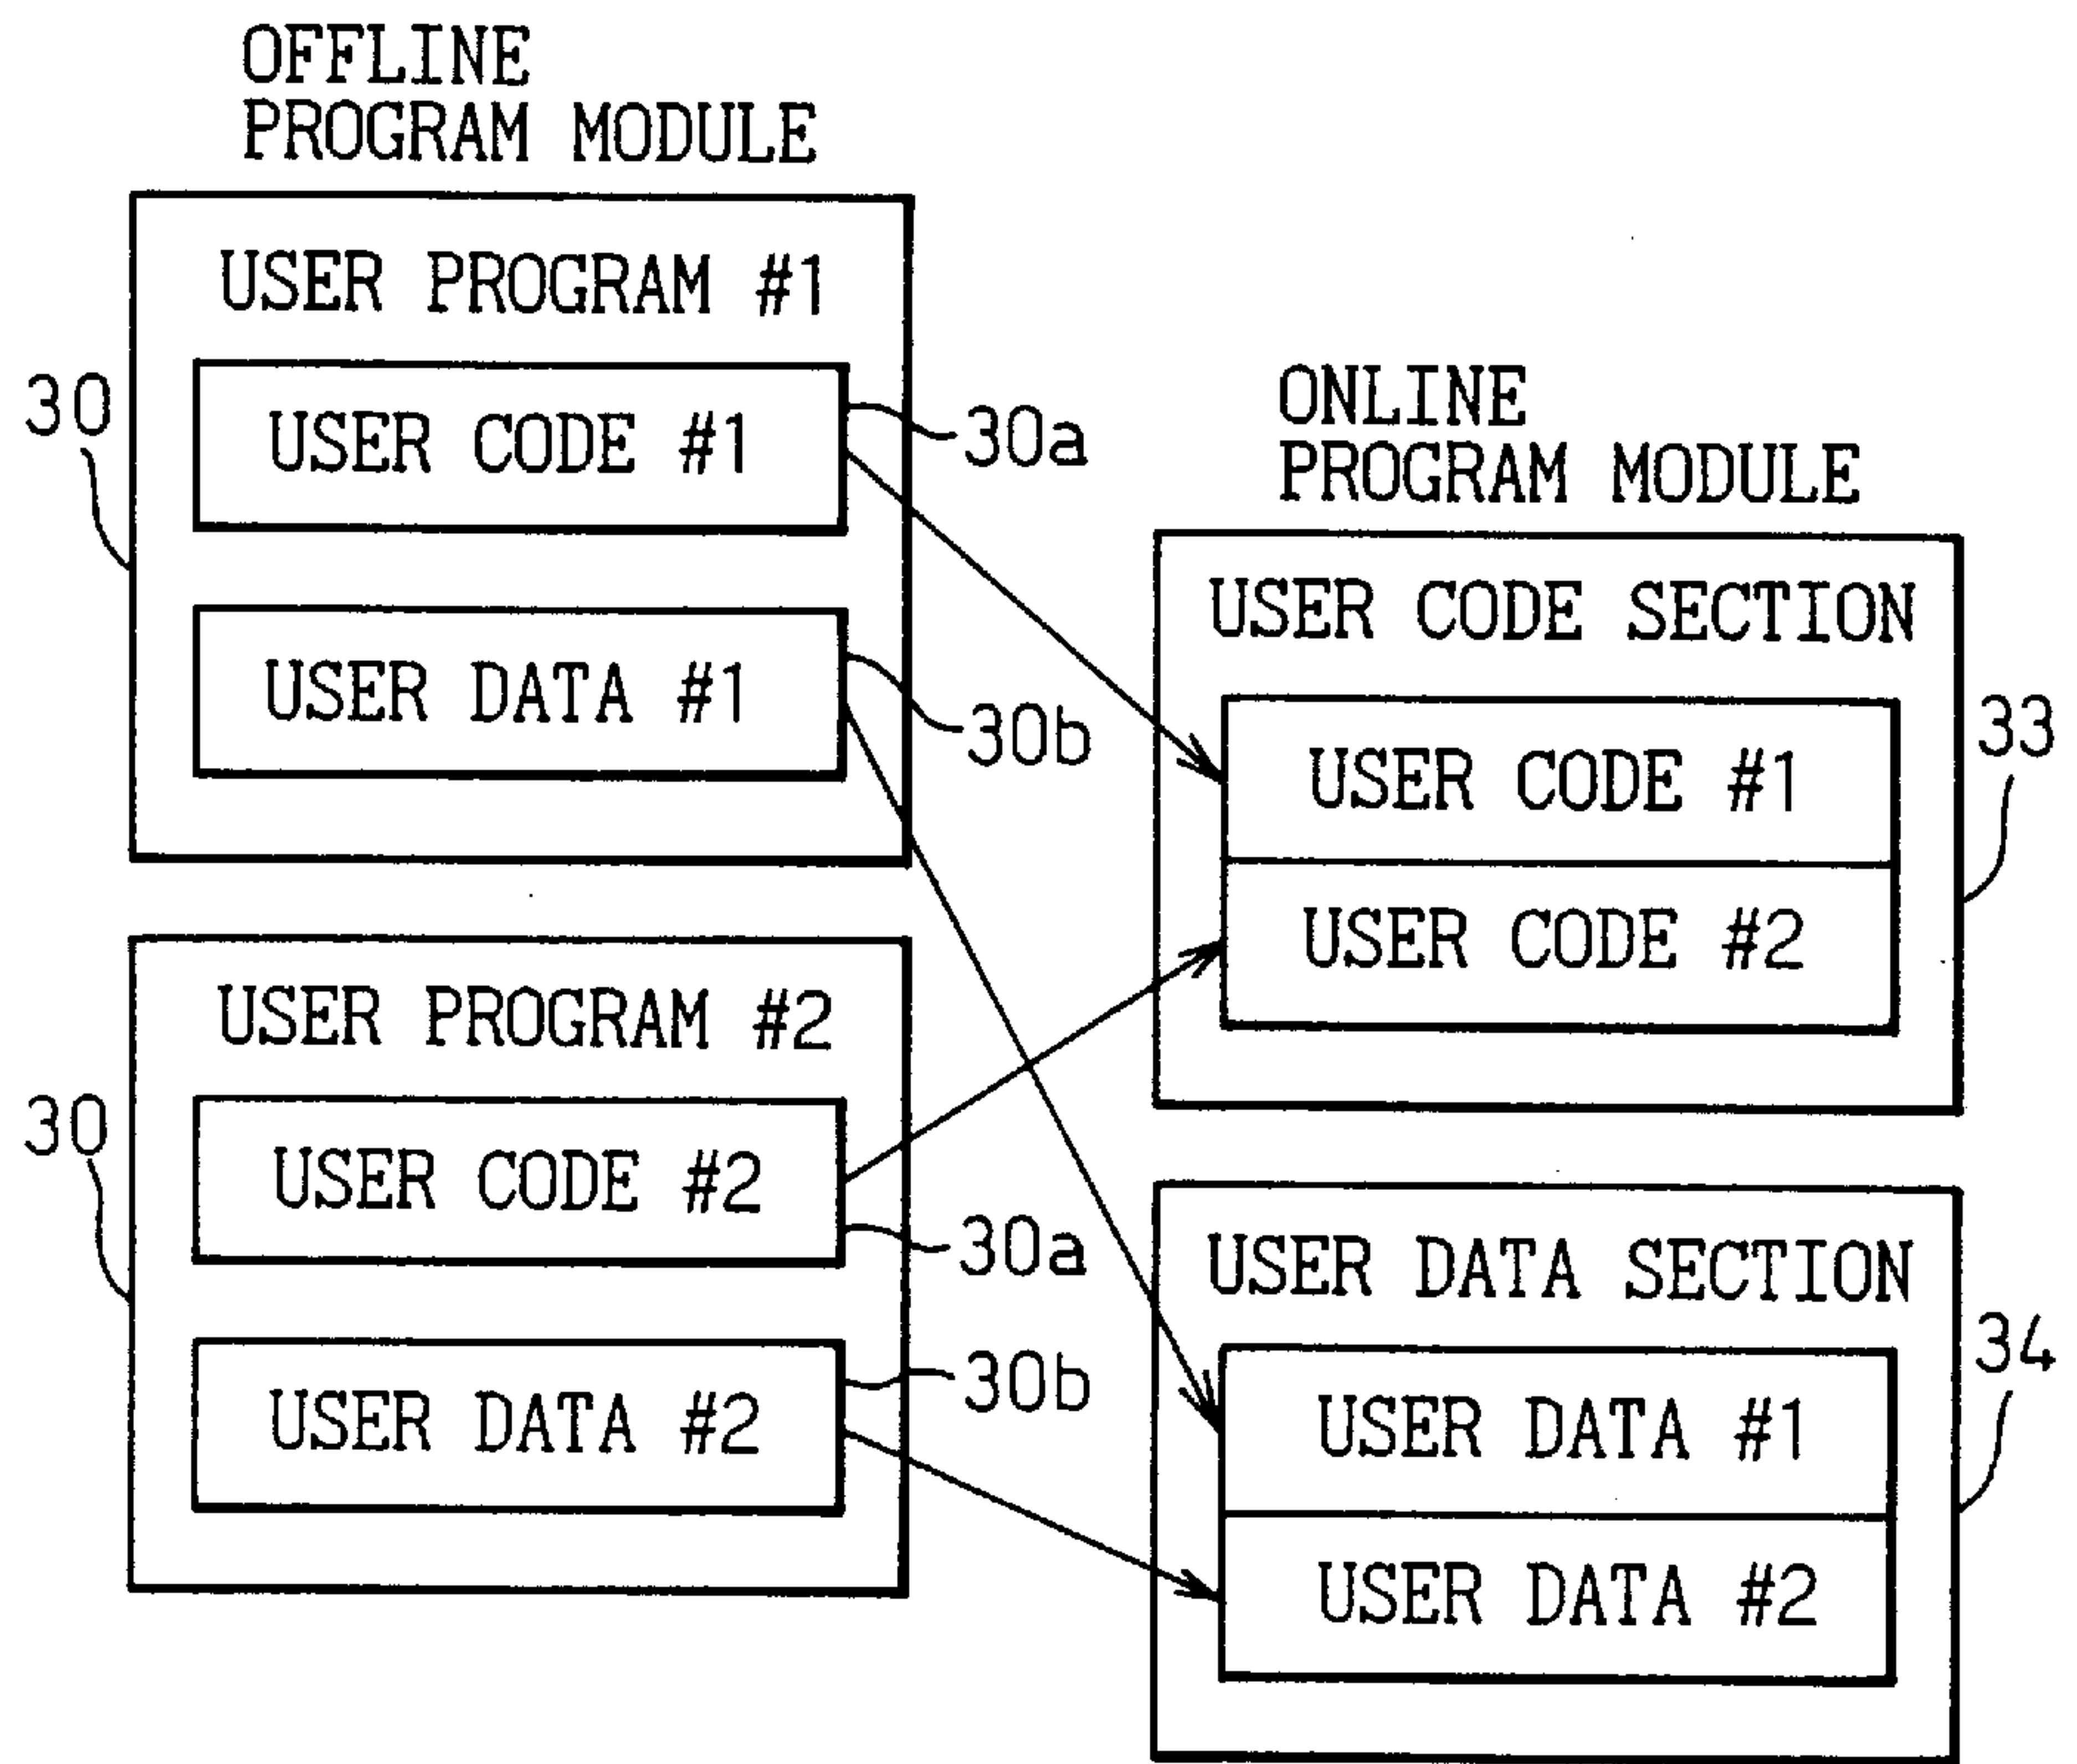 OFFLINE
PROGRAM MODULE
USER PROGRAM #1
30
USER CODE #1
30a
USER DATA #1
30b
USER PROGRAM #2
30
USER CODE #2
30a
USER DATA #2
30b
ONLINE
PROGRAM MODULE
USER CODE SECTION
33
USER CODE #1
USER CODE #2
USER DATA SECTION
34
USER DATA #1
USER DATA #2